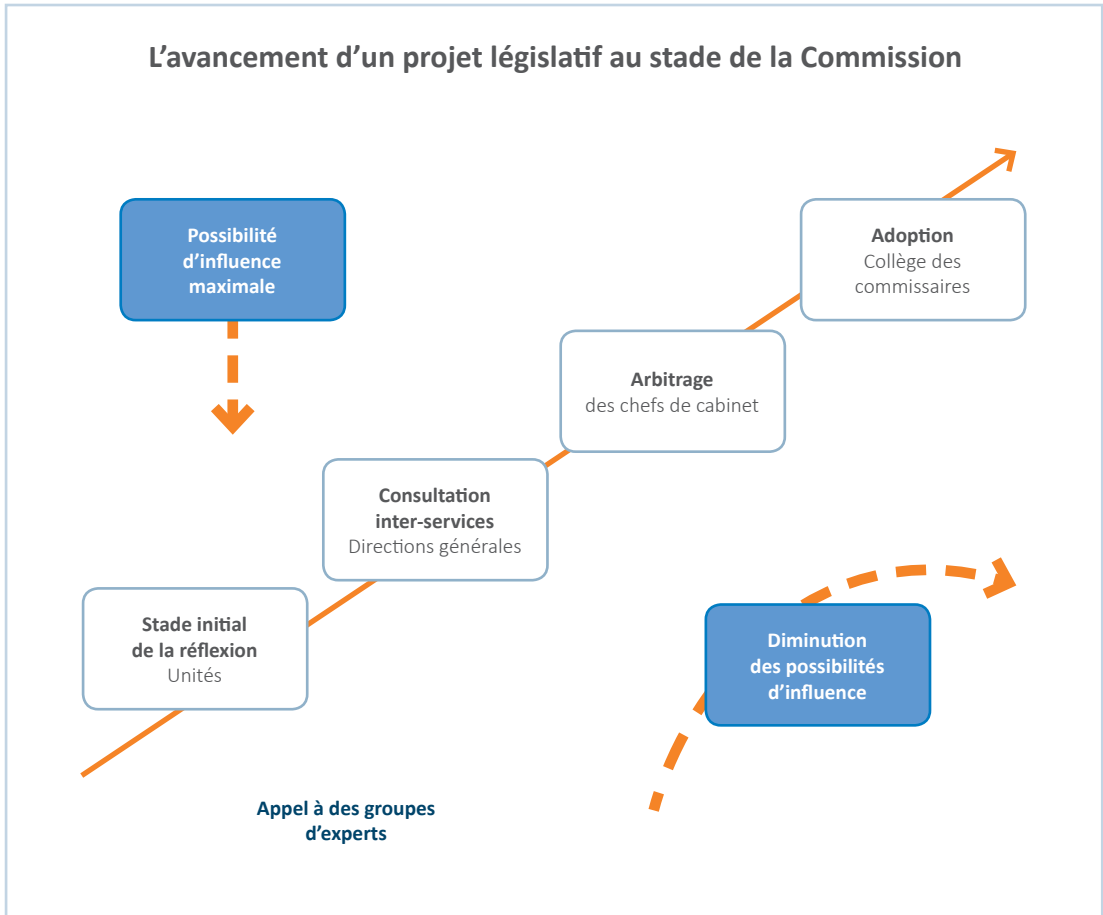 L’avancement d’un projet législatif au stade de la Commission
Possibilité
d’influence
maximale
Adoption
Collège des
commissaires
Arbitrage
des chefs de cabinet
Consultation
inter-services
Directions générales
Stade initial
de la réflexion
Unités
Diminution
des possibilités
d’influence
Appel à des groupes
d’experts